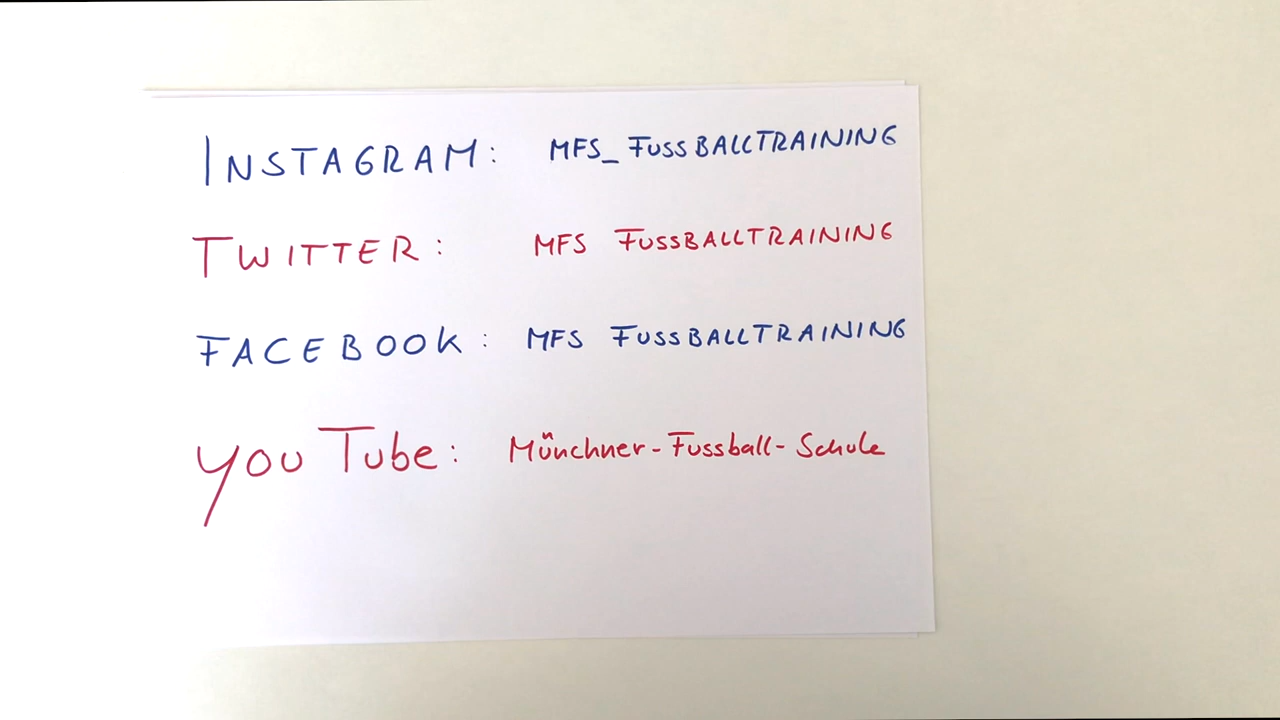 INSTAGRAM: MFS_FUSSBALLTRAINING
TWITTER: MFS FUSSBALLTRAINING
FACEBOOK: MFS FUSSBALLTRAINING
YouTube: Münchner-Fussball-Schule